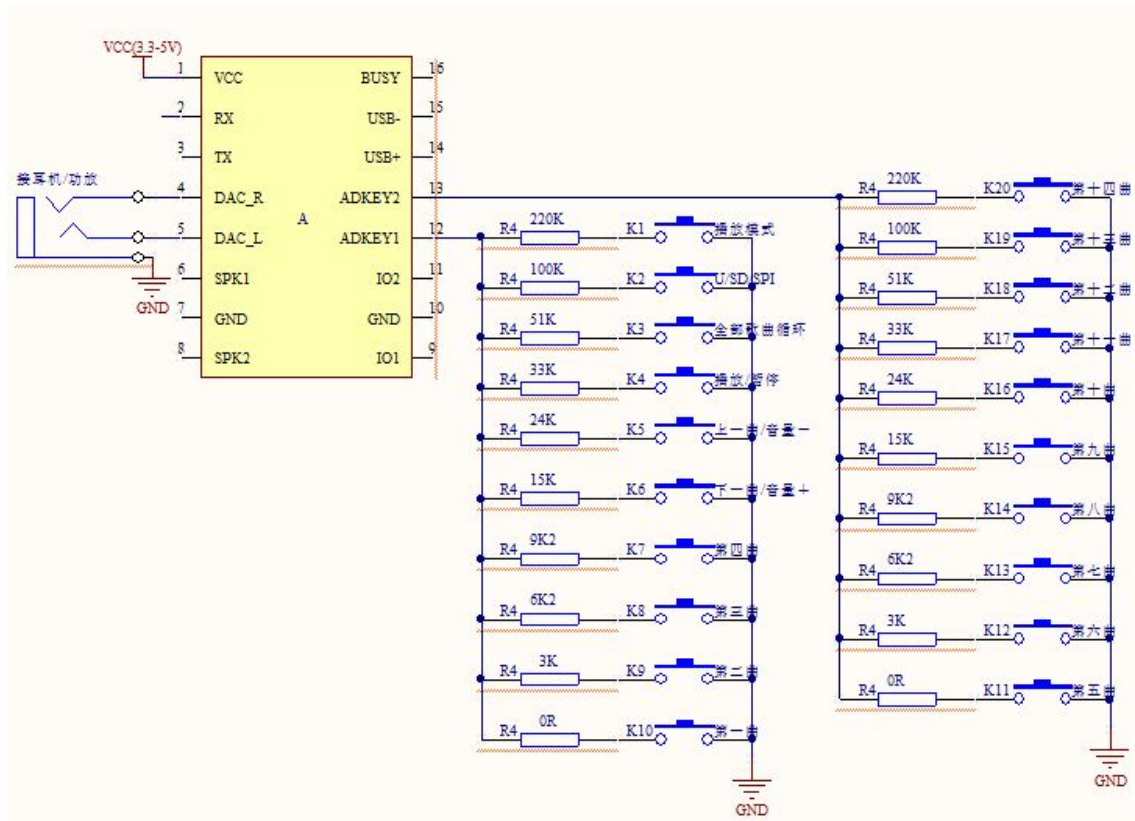 VCC(3.3-5V)
1 VCC BUSY 16
2 RX USB- 15
3 TX USB+ 14
接耳机/功放
4 DAC_R ADKEY2 13
5 DAC_L ADKEY1 12
6 SPK1 IO2 11
7 GND GND 10
8 SPK2 IO1 9
A
GND
R4 220K K1 播放模式
R4 100K K2 U/SD/SPI
R4 51K K3 全部歌曲循环
R4 33K K4 播放/暂停
R4 24K K5 上一曲/音量－
R4 15K K6 下一曲/音量＋
R4 9K2 K7 第四曲
R4 6K2 K8 第三曲
R4 3K K9 第二曲
R4 0R K10 第一曲
GND
R4 220K K20 第十四曲
R4 100K K19 第十三曲
R4 51K K18 第十二曲
R4 33K K17 第十一曲
R4 24K K16 第十曲
R4 15K K15 第九曲
R4 9K2 K14 第八曲
R4 6K2 K13 第七曲
R4 3K K12 第六曲
R4 0R K11 第五曲
GND